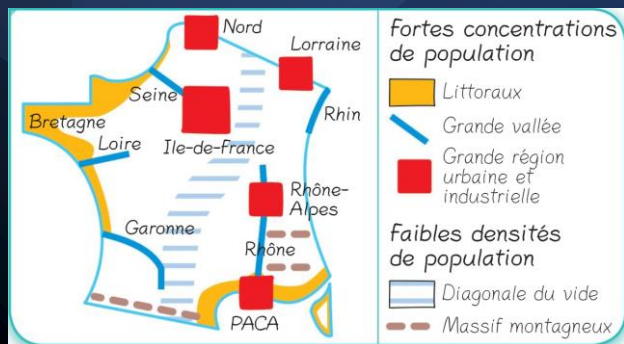 Nord
Lorraine
Seine
Rhin
Bretagne
Loire
Ile-de-France
Rhône-
Alpes
Garonne
Rhône
PACA
Fortes concentrations
de population
Littoraux
Grande vallée
Grande région
urbaine et
industrielle
Faibles densités
de population
Diagonale du vide
Massif montagneux